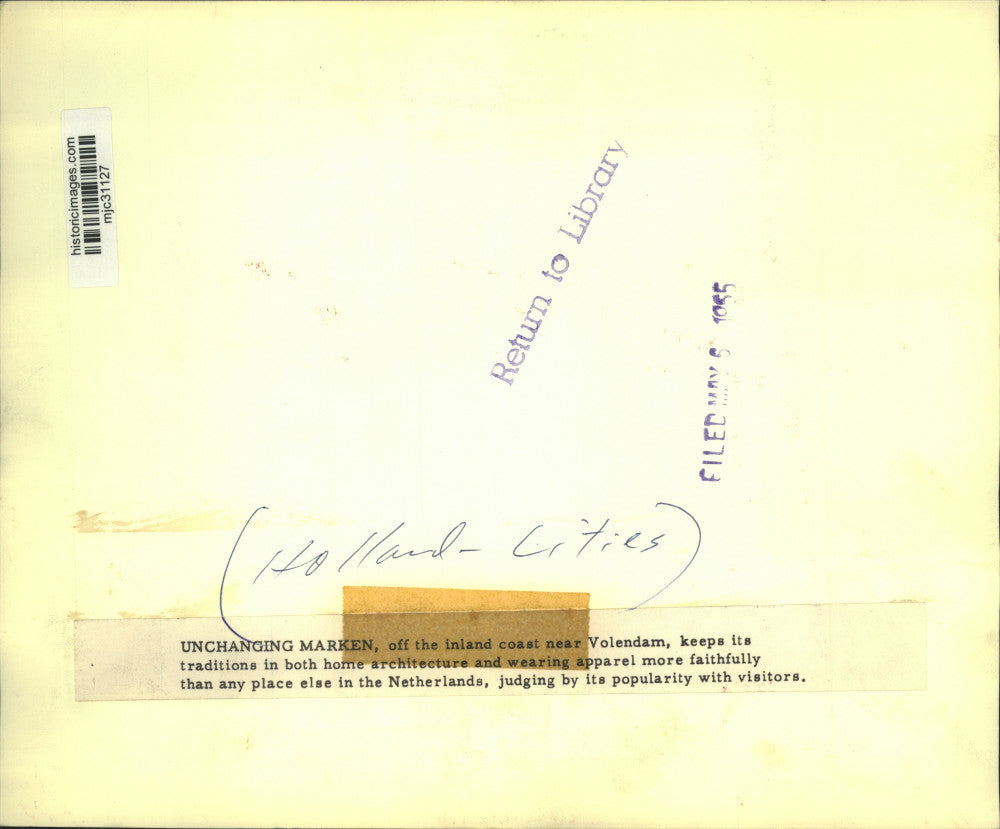 historicimages.com
mjc31127
Return to Library
FILED MAY 6 1965
(Holland - Cities)
UNCHANGING MARKEN, off the inland coast near Volendam, keeps its
traditions in both home architecture and wearing apparel more faithfully
than any place else in the Netherlands, judging by its popularity with visitors.